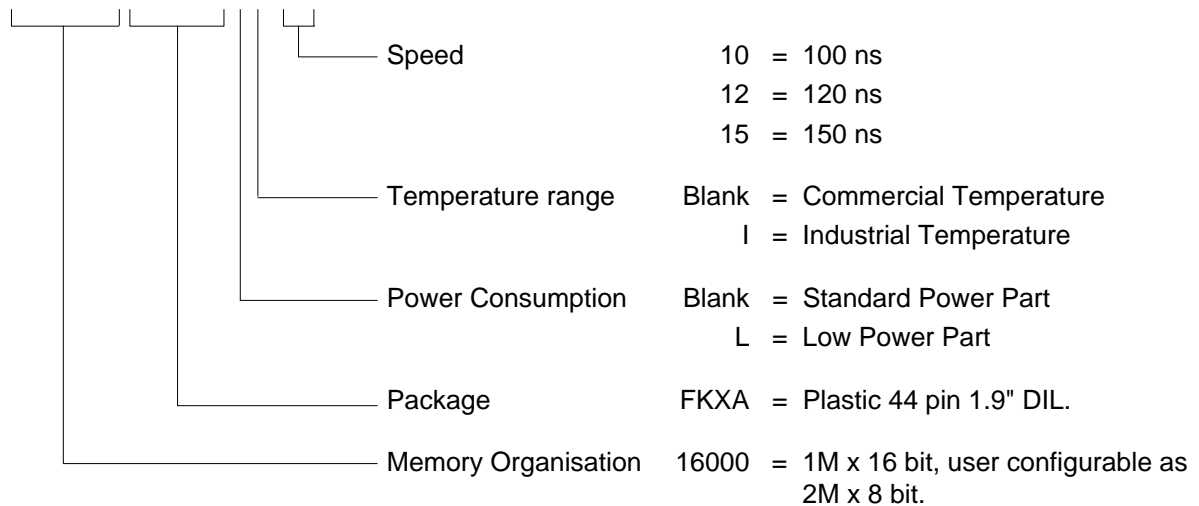 Speed 10 = 100 ns
12 = 120 ns
15 = 150 ns
Temperature range Blank = Commercial Temperature
I = Industrial Temperature
Power Consumption Blank = Standard Power Part
L = Low Power Part
Package FKXA = Plastic 44 pin 1.9" DIL.
Memory Organisation 16000 = 1M x 16 bit, user configurable as
2M x 8 bit.